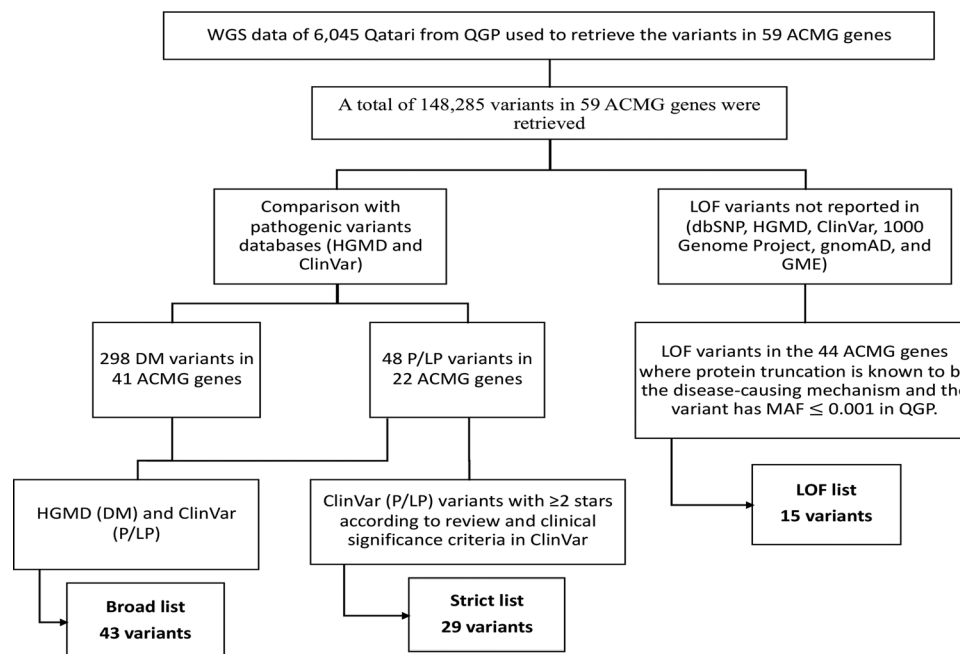 WGS data of 6,045 Qatari from QGP used to retrieve the variants in 59 ACMG genes
A total of 148,285 variants in 59 ACMG genes were
retrieved
Comparison with
pathogenic variants
databases (HGMD and
ClinVar)
LOF variants not reported in
(dbSNP, HGMD, ClinVar, 1000
Genome Project, gnomAD, and
GME)
298 DM variants in
41 ACMG genes
48 P/LP variants in
22 ACMG genes
LOF variants in the 44 ACMG genes
where protein truncation is known to b
the disease-causing mechanism and the
variant has MAF ≤ 0.001 in QGP.
HGMD (DM) and ClinVar
(P/LP)
ClinVar (P/LP) variants with ≥2 stars
according to review and clinical
significance criteria in ClinVar
LOF list
15 variants
Broad list
43 variants
Strict list
29 variants